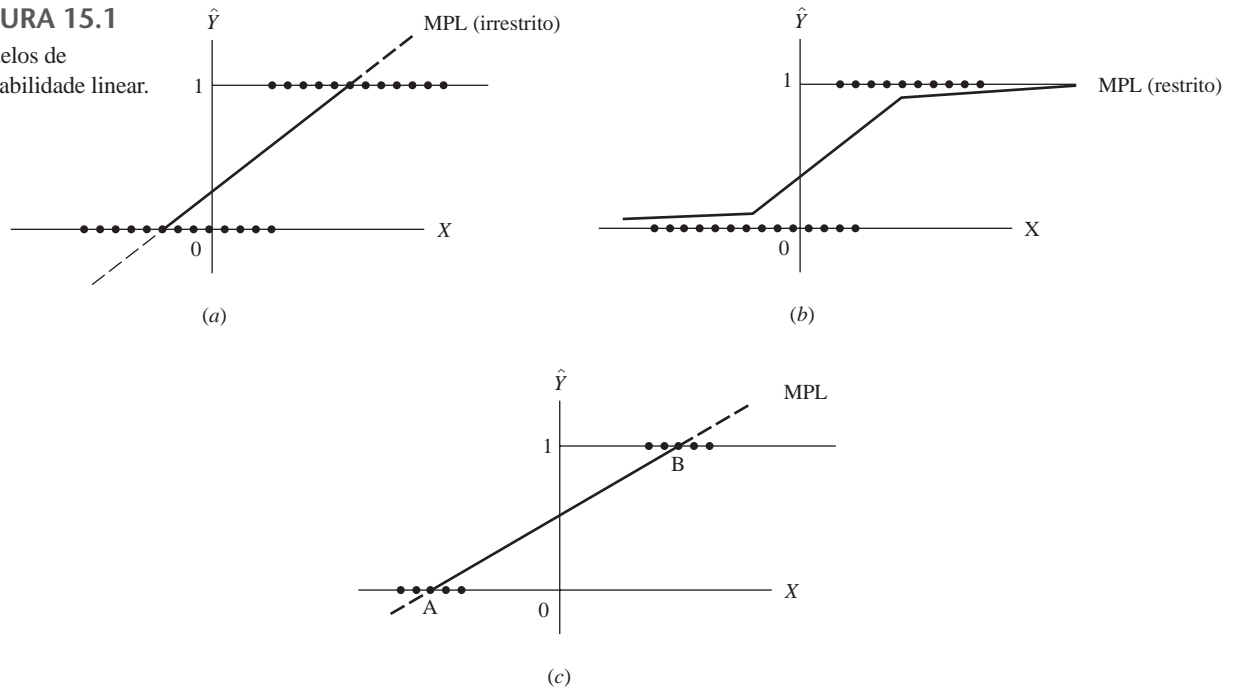 URA 15.1
elos de
abilidade linear.
Ŷ
MPL (irrestrito)
1
X
0
(a)
Ŷ
1
MPL (restrito)
X
0
(b)
Ŷ
MPL
1
B
A
0
X
(c)